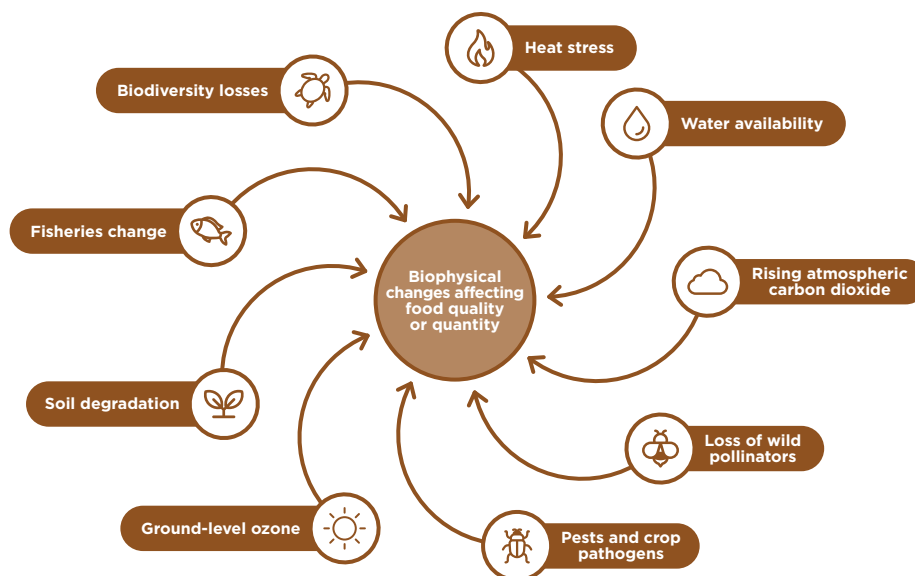 Heat stress
Biodiversity losses
Water availability
Fisheries change
Rising atmospheric
carbon dioxide
Biophysical
changes affecting
food quality
or quantity
Soil degradation
Loss of wild
pollinators
Ground-level ozone
Pests and crop
pathogens